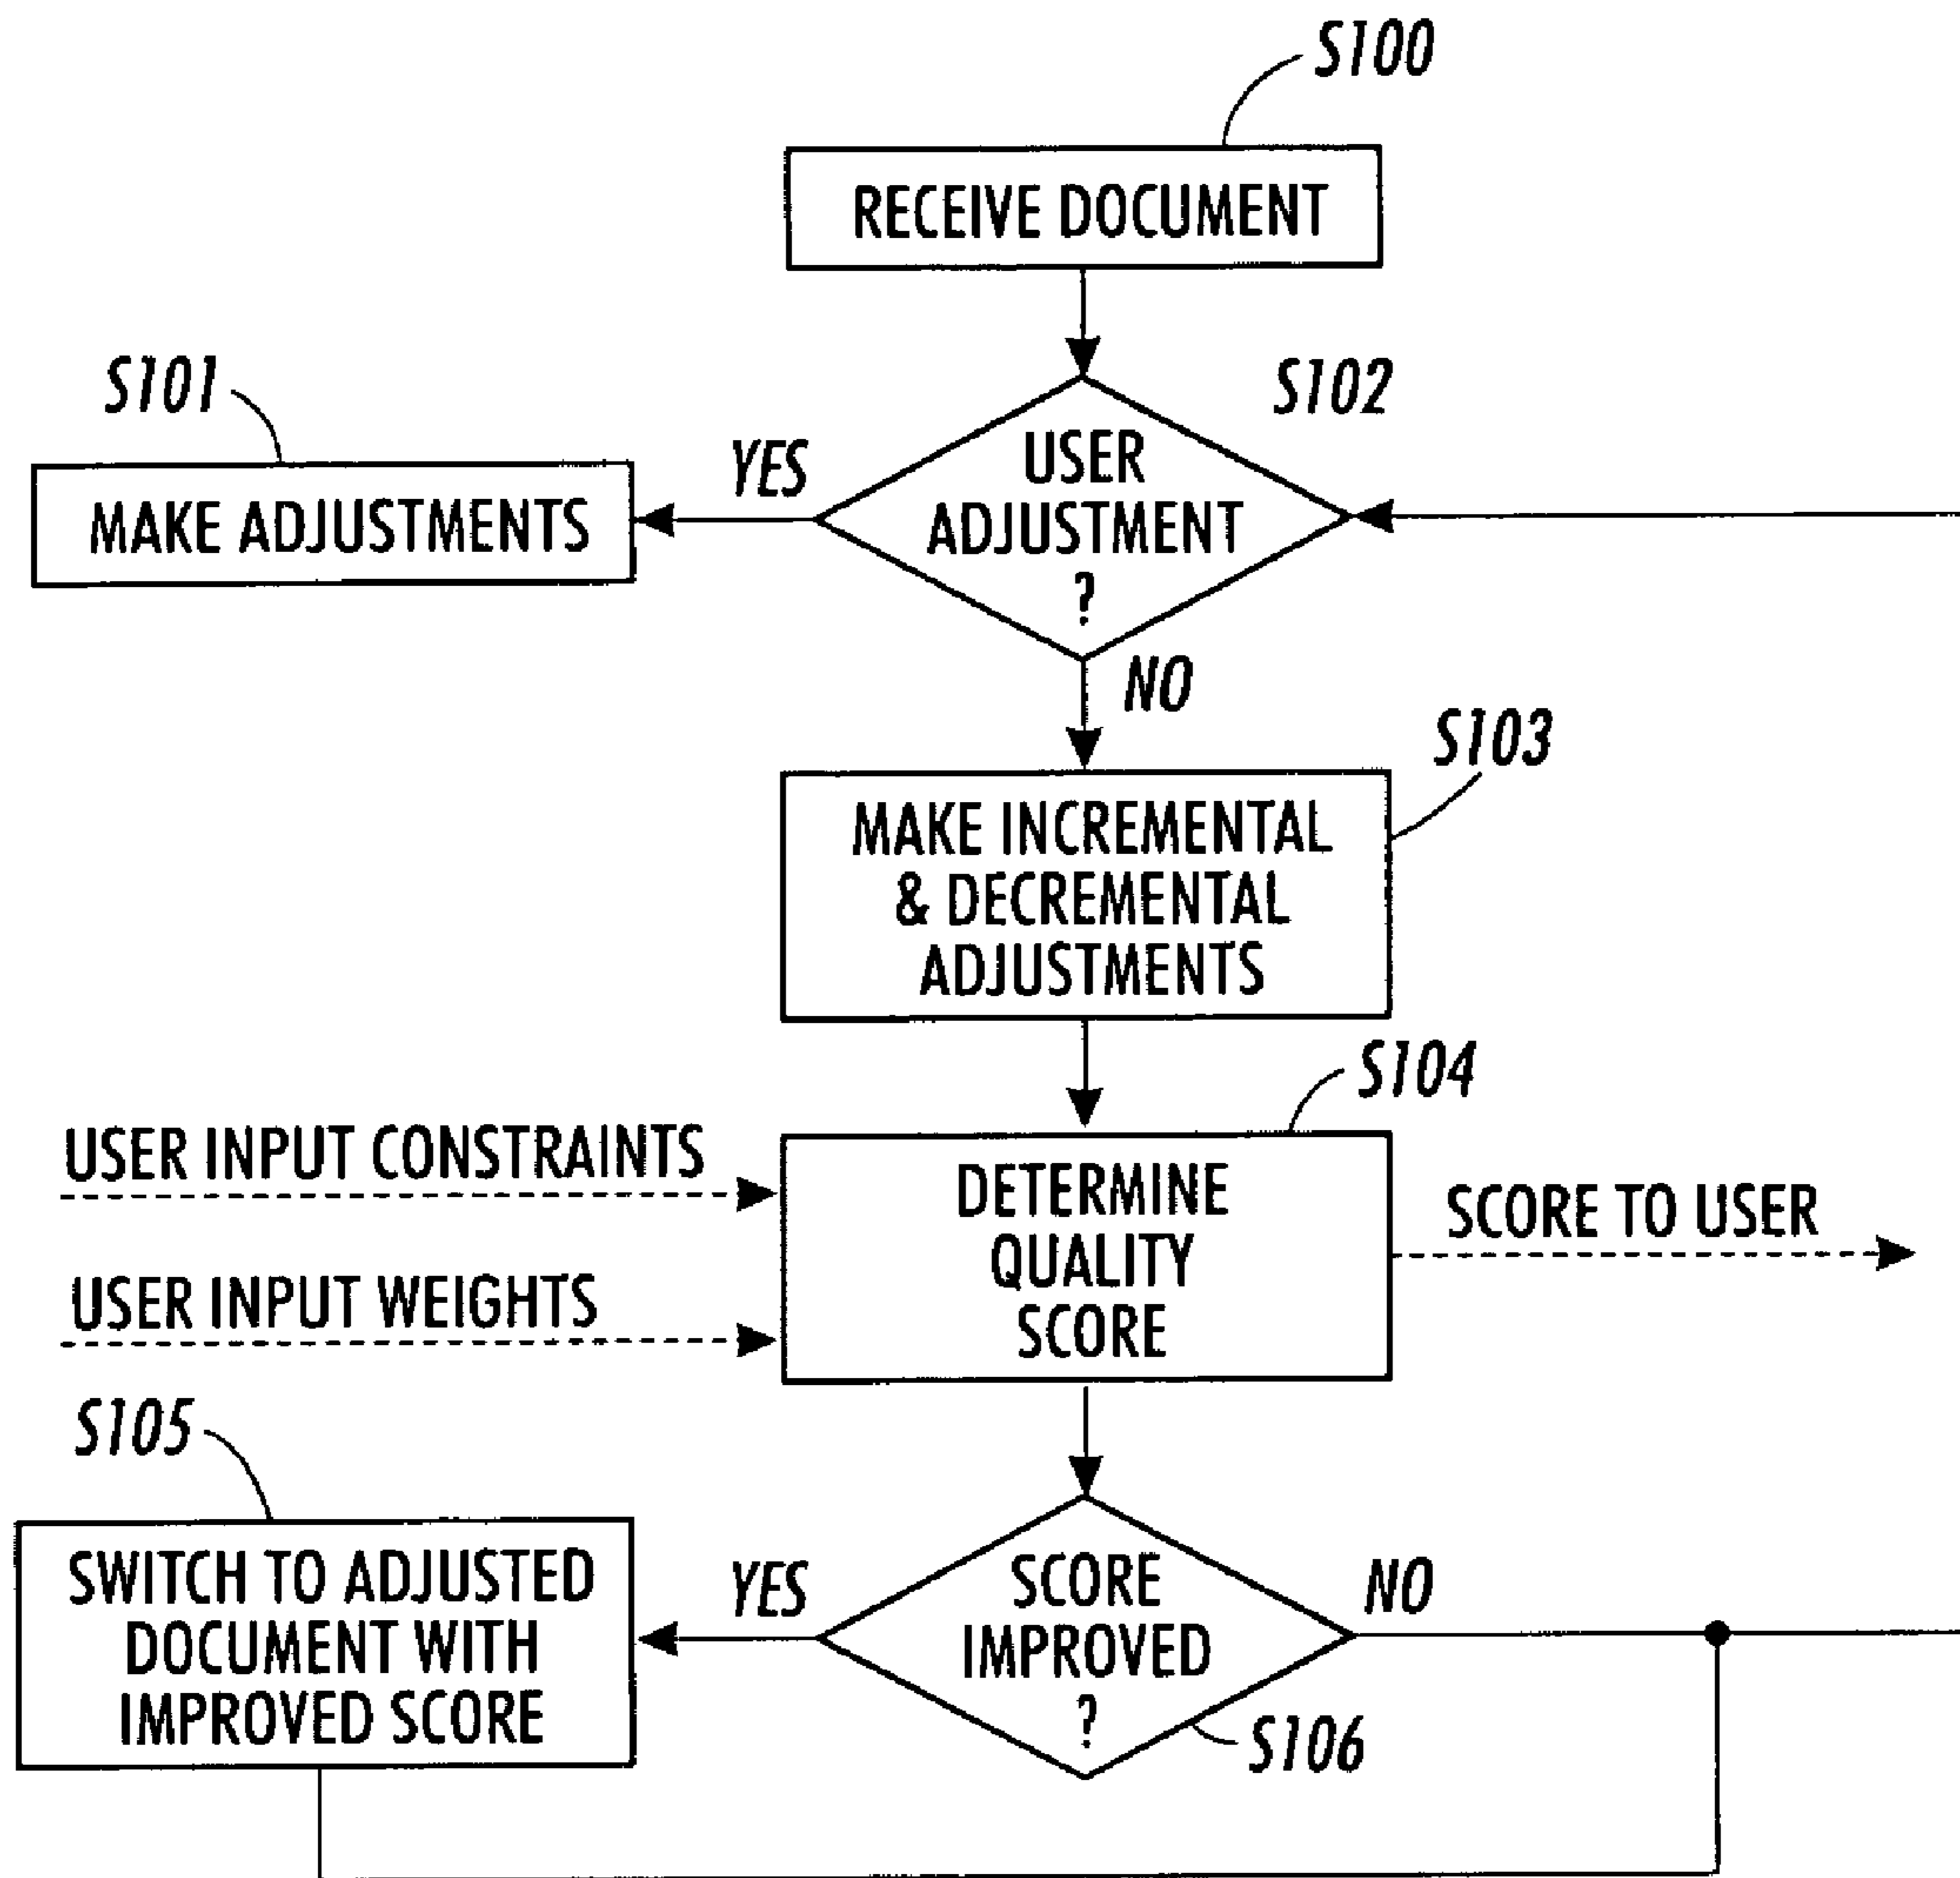 S100
RECEIVE DOCUMENT
S101
S102
YES
USER
ADJUSTMENT
?
MAKE ADJUSTMENTS
NO
S103
MAKE INCREMENTAL
& DECREMENTAL
ADJUSTMENTS
S104
USER INPUT CONSTRAINTS
DETERMINE
QUALITY
SCORE
SCORE TO USER
USER INPUT WEIGHTS
S105
SWITCH TO ADJUSTED
DOCUMENT WITH
IMPROVED SCORE
YES
SCORE
IMPROVED
?
NO
S106